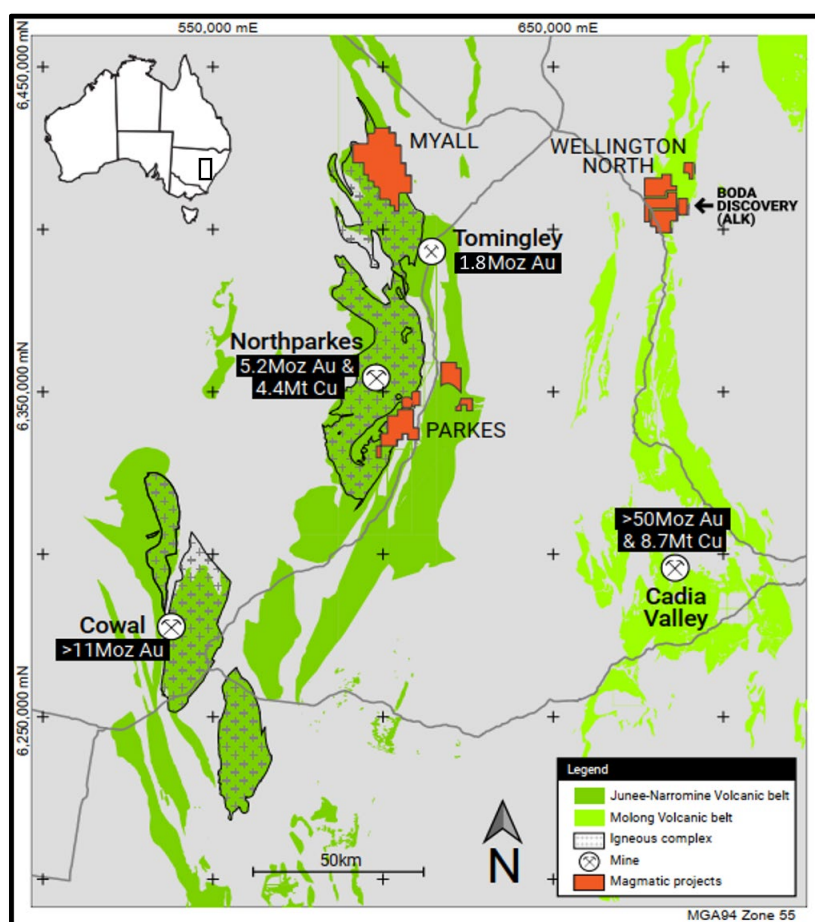 550,000 mE
650,000 mE
6,450,000 mN
MYALL
WELLINGTON
NORTH
BODA
DISCOVERY
(ALK)
Tomingley
1.8Moz Au
Northparkes
5.2Moz Au &
4.4Mt Cu
6,350,000 mN
PARKES
>50Moz Au
& 8.7Mt Cu
Cadia
Valley
Cowal
>11Moz Au
6,250,000 mN
Legend
Junee-Narromine Volcanic belt
Molong Volcanic belt
Igneous complex
Mine
Magmatic projects
50km
N
MGA94 Zone 55